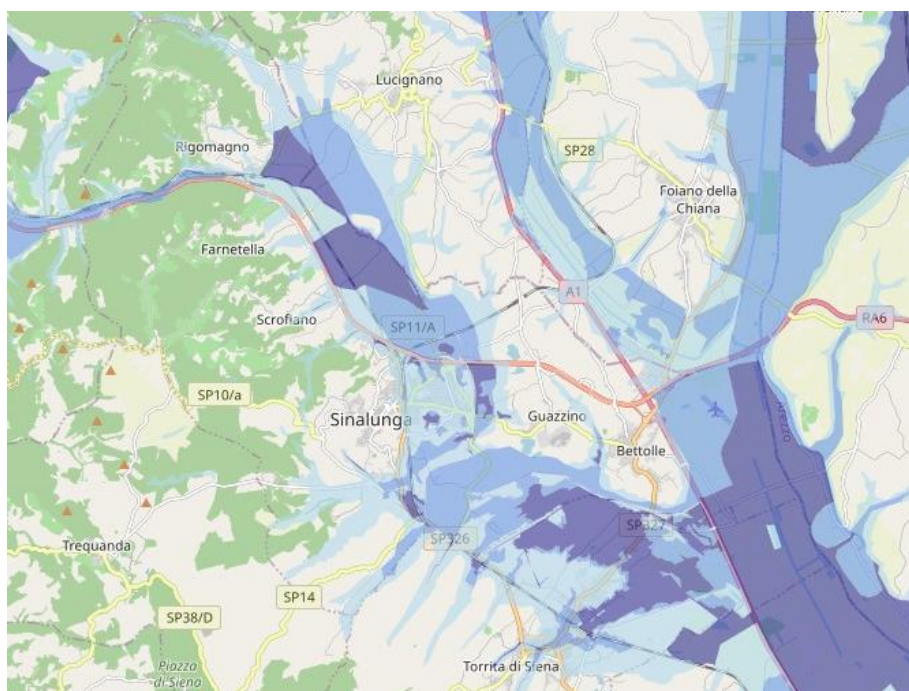 Lucignano
SP28
Rigomagno
Foiano della
Chiana
Farnetella
A1
Scrofiano
SP11/A
RA6
SP10/a
Sinalunga
Guazzino
AREZZO
Bettolle
SP327
SP326
Trequanda
SP14
SP38/D
Piazza
di Siena
Torrita di Siena